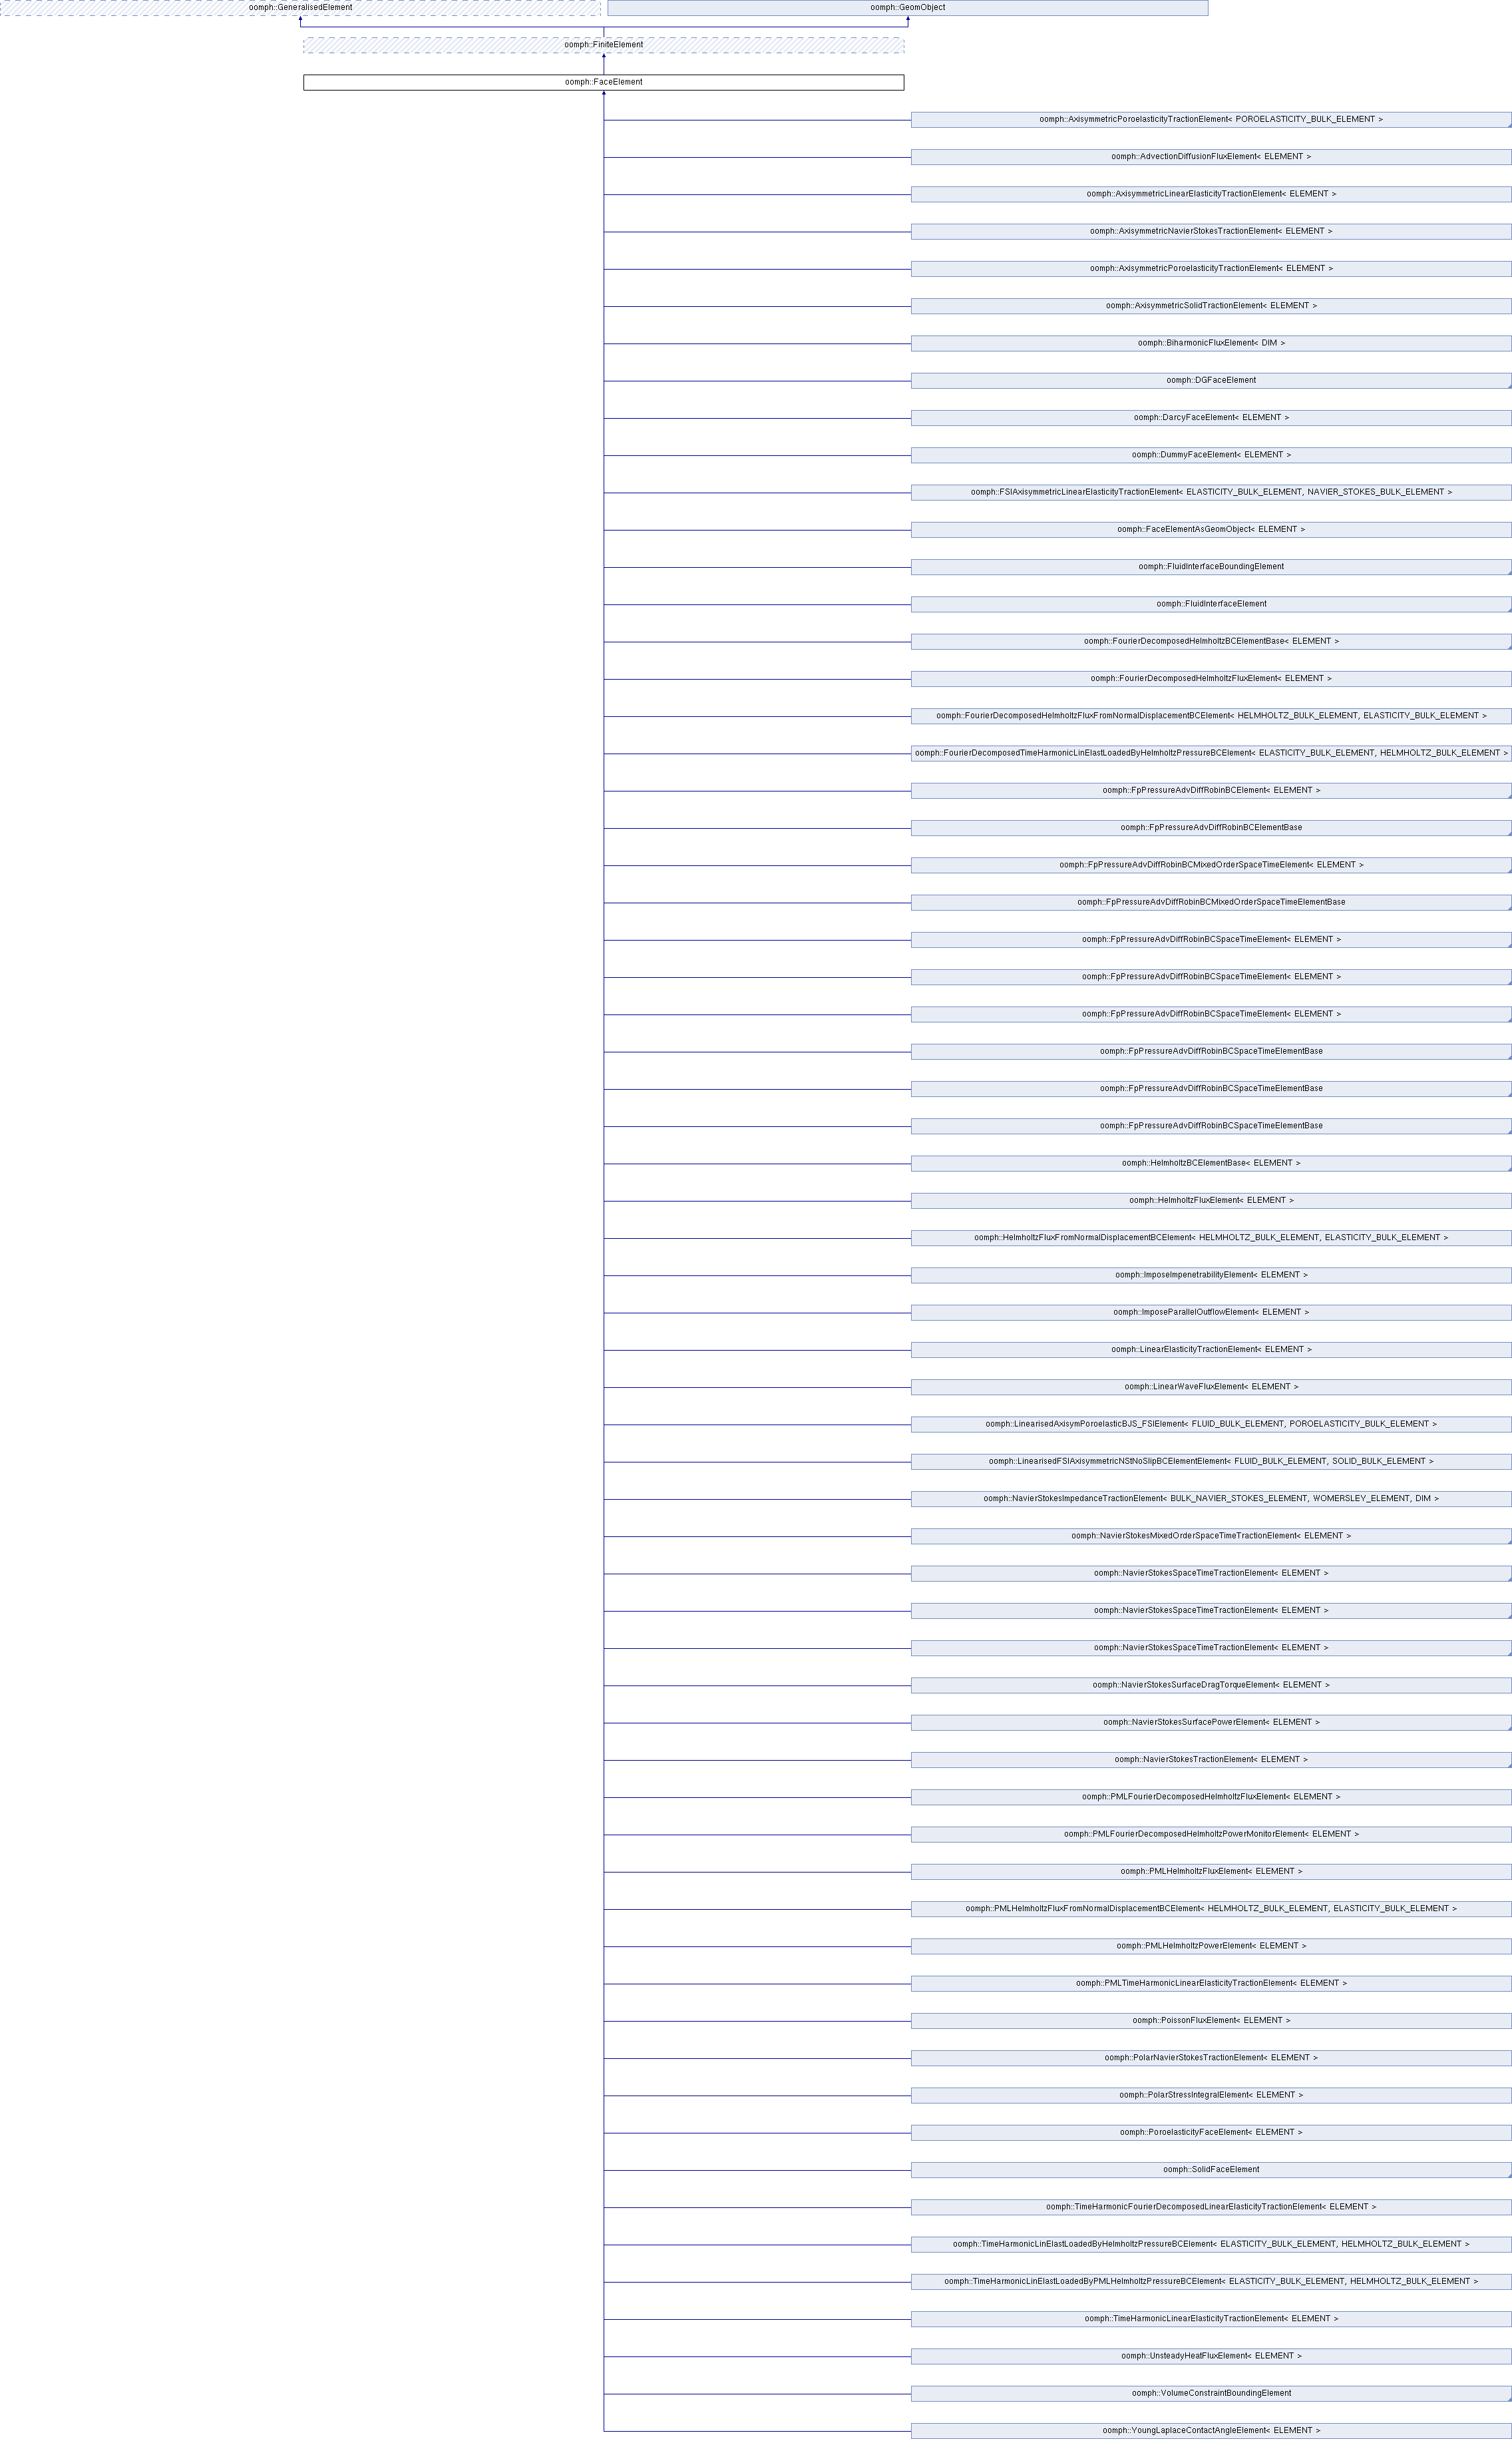 oomph::GeneralisedElement
oomph::GeomObject
oomph::FiniteElement
oomph::FaceElement
oomph::AxisymmetricPoroelasticityTractionElement< POROELASTICITY_BULK_ELEMENT >
oomph::AdvectionDiffusionFluxElement< ELEMENT >
oomph::AxisymmetricLinearElasticityTractionElement< ELEMENT >
oomph::AxisymmetricNavierStokesTractionElement< ELEMENT >
oomph::AxisymmetricPoroelasticityTractionElement< ELEMENT >
oomph::AxisymmetricSolidTractionElement< ELEMENT >
oomph::BiharmonicFluxElement< DIM >
oomph::DGFaceElement
oomph::DarcyFaceElement< ELEMENT >
oomph::DummyFaceElement< ELEMENT >
oomph::FSIAxisymmetricLinearElasticityTractionElement< ELASTICITY_BULK_ELEMENT, NAVIER_STOKES_BULK_ELEMENT >
oomph::FaceElementAsGeomObject< ELEMENT >
oomph::FluidInterfaceBoundingElement
oomph::FluidInterfaceElement
oomph::FourierDecomposedHelmholtzBCElementBase< ELEMENT >
oomph::FourierDecomposedHelmholtzFluxElement< ELEMENT >
oomph::FourierDecomposedHelmholtzFluxFromNormalDisplacementBCElement< HELMHOLTZ_BULK_ELEMENT, ELASTICITY_BULK_ELEMENT >
oomph::FourierDecomposedTimeHarmonicLinElastLoadedByHelmholtzPressureBCElement< ELASTICITY_BULK_ELEMENT, HELMHOLTZ_BULK_ELEMENT >
oomph::FpPressureAdvDiffRobinBCElement< ELEMENT >
oomph::FpPressureAdvDiffRobinBCElementBase
oomph::FpPressureAdvDiffRobinBCMixedOrderSpaceTimeElement< ELEMENT >
oomph::FpPressureAdvDiffRobinBCMixedOrderSpaceTimeElementBase
oomph::FpPressureAdvDiffRobinBCSpaceTimeElement< ELEMENT >
oomph::FpPressureAdvDiffRobinBCSpaceTimeElement< ELEMENT >
oomph::FpPressureAdvDiffRobinBCSpaceTimeElement< ELEMENT >
oomph::FpPressureAdvDiffRobinBCSpaceTimeElementBase
oomph::FpPressureAdvDiffRobinBCSpaceTimeElementBase
oomph::FpPressureAdvDiffRobinBCSpaceTimeElementBase
oomph::HelmholtzBCElementBase< ELEMENT >
oomph::HelmholtzFluxElement< ELEMENT >
oomph::HelmholtzFluxFromNormalDisplacementBCElement< HELMHOLTZ_BULK_ELEMENT, ELASTICITY_BULK_ELEMENT >
oomph::ImposeImpenetrabilityElement< ELEMENT >
oomph::ImposeParallelOutflowElement< ELEMENT >
oomph::LinearElasticityTractionElement< ELEMENT >
oomph::LinearWaveFluxElement< ELEMENT >
oomph::LinearisedAxisymPoroelasticBJS_FSIElement< FLUID_BULK_ELEMENT, POROELASTICITY_BULK_ELEMENT >
oomph::LinearisedFSIAxisymmetricNStNoSlipBCElementElement< FLUID_BULK_ELEMENT, SOLID_BULK_ELEMENT >
oomph::NavierStokesImpedanceTractionElement< BULK_NAVIER_STOKES_ELEMENT, WOMERSLEY_ELEMENT, DIM >
oomph::NavierStokesMixedOrderSpaceTimeTractionElement< ELEMENT >
oomph::NavierStokesSpaceTimeTractionElement< ELEMENT >
oomph::NavierStokesSpaceTimeTractionElement< ELEMENT >
oomph::NavierStokesSpaceTimeTractionElement< ELEMENT >
oomph::NavierStokesSurfaceDragTorqueElement< ELEMENT >
oomph::NavierStokesSurfacePowerElement< ELEMENT >
oomph::NavierStokesTractionElement< ELEMENT >
oomph::PMLFourierDecomposedHelmholtzFluxElement< ELEMENT >
oomph::PMLFourierDecomposedHelmholtzPowerMonitorElement< ELEMENT >
oomph::PMLHelmholtzFluxElement< ELEMENT >
oomph::PMLHelmholtzFluxFromNormalDisplacementBCElement< HELMHOLTZ_BULK_ELEMENT, ELASTICITY_BULK_ELEMENT >
oomph::PMLHelmholtzPowerElement< ELEMENT >
oomph::PMLTimeHarmonicLinearElasticityTractionElement< ELEMENT >
oomph::PoissonFluxElement< ELEMENT >
oomph::PolarNavierStokesTractionElement< ELEMENT >
oomph::PolarStressIntegralElement< ELEMENT >
oomph::PoroelasticityFaceElement< ELEMENT >
oomph::SolidFaceElement
oomph::TimeHarmonicFourierDecomposedLinearElasticityTractionElement< ELEMENT >
oomph::TimeHarmonicLinElastLoadedByHelmholtzPressureBCElement< ELASTICITY_BULK_ELEMENT, HELMHOLTZ_BULK_ELEMENT >
oomph::TimeHarmonicLinElastLoadedByPMLHelmholtzPressureBCElement< ELASTICITY_BULK_ELEMENT, HELMHOLTZ_BULK_ELEMENT >
oomph::TimeHarmonicLinearElasticityTractionElement< ELEMENT >
oomph::UnsteadyHeatFluxElement< ELEMENT >
oomph::VolumeConstraintBoundingElement
oomph::YoungLaplaceContactAngleElement< ELEMENT >